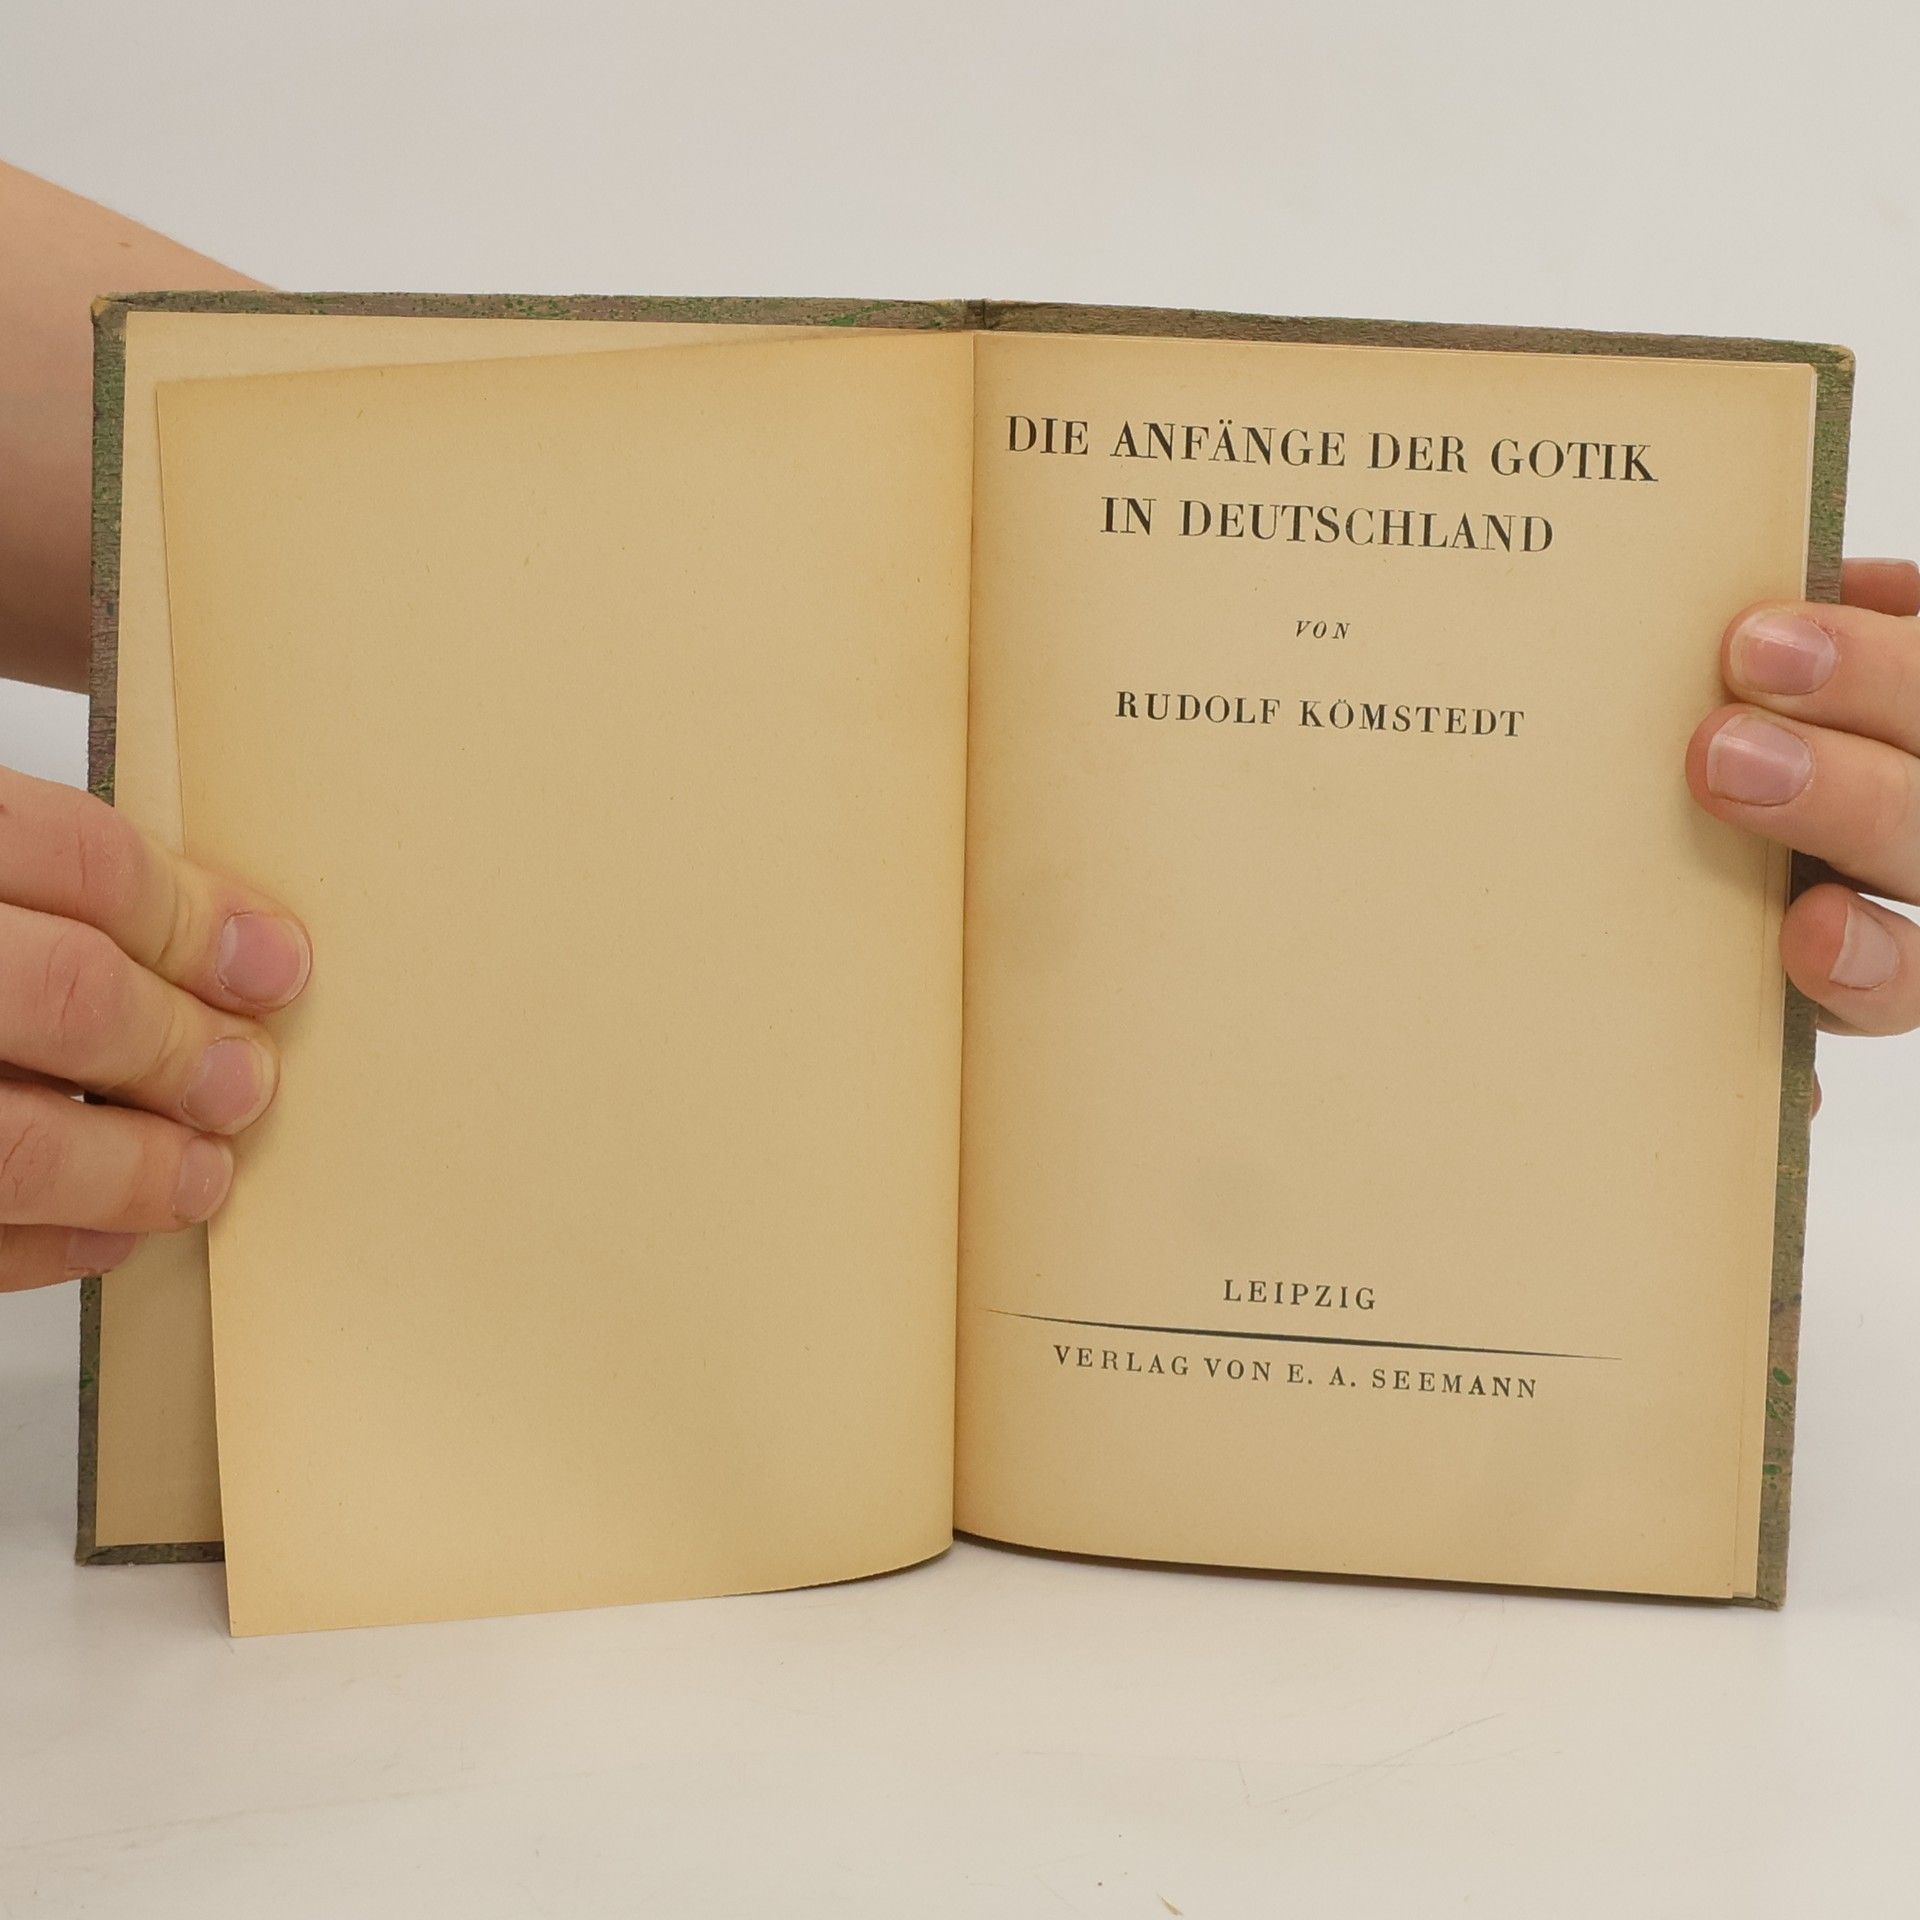 DIE ANFÄNGE DER GOTIK
IN DEUTSCHLAND
VON
RUDOLF KÖMSTEDT
LEIPZIG
VERLAG VON E. A. SEEMANN